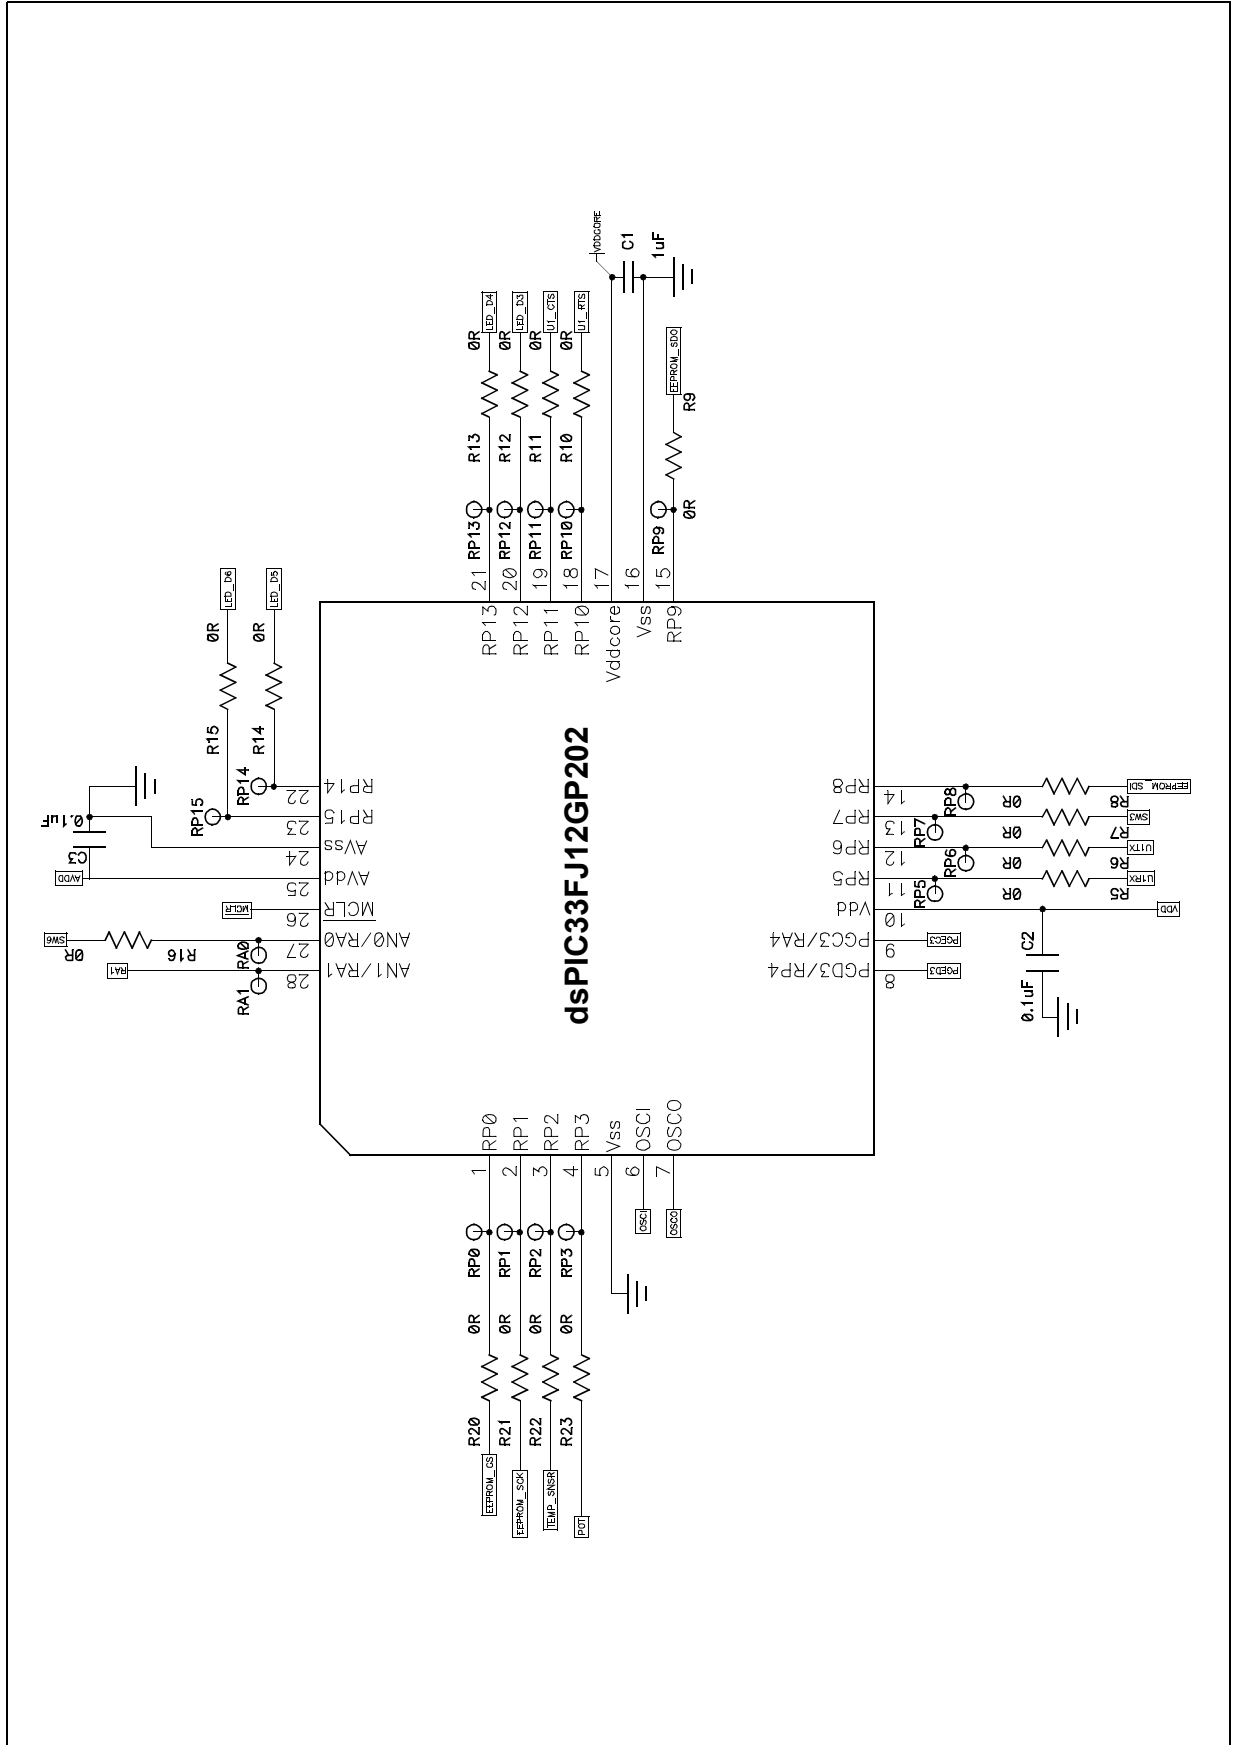 VDDCORE
C1
1uF
LED_D4
LED_D3
U1_CTS
U1_RTS
0R
0R
0R
0R
EEPROM_SDO
R13
R12
R11
R10
R9
RP13
RP12
RP11
RP10
RP9
0R
21
20
19
18
17
16
15
RP13
RP12
RP11
RP10
Vddcore
Vss
RP9
LED_D6
LED_D5
0R
0R
R15
R14
RP15
RP14
0.1uF
C3
AVDD
MCLR
SW6
0R
R16
RA1
RA0
RA1
22
23
24
25
26
27
28
RP14
RP15
AVss
AVdd
MCLR
AN0/RA0
AN1/RA1
dsPIC33FJ12GP202
RP8
RP7
RP6
RP5
Vdd
PGC3/RA4
PGD3/RP4
14
13
12
11
10
9
8
RP8
RP7
RP6
RP5
0R
0R
0R
0R
R8
R7
R6
R5
EEPROM_SDI
SW3
U1TX
U1RX
VDD
PGEC3
PGED3
C2
0.1uF
RP0
RP1
RP2
RP3
Vss
OSCI
OSCO
1
2
3
4
5
6
7
RP0
RP1
RP2
RP3
OSCI
OSCO
0R
0R
0R
0R
R20
R21
R22
R23
EEPROM_CS
EEPROM_SCK
TEMP_SNSR
POT